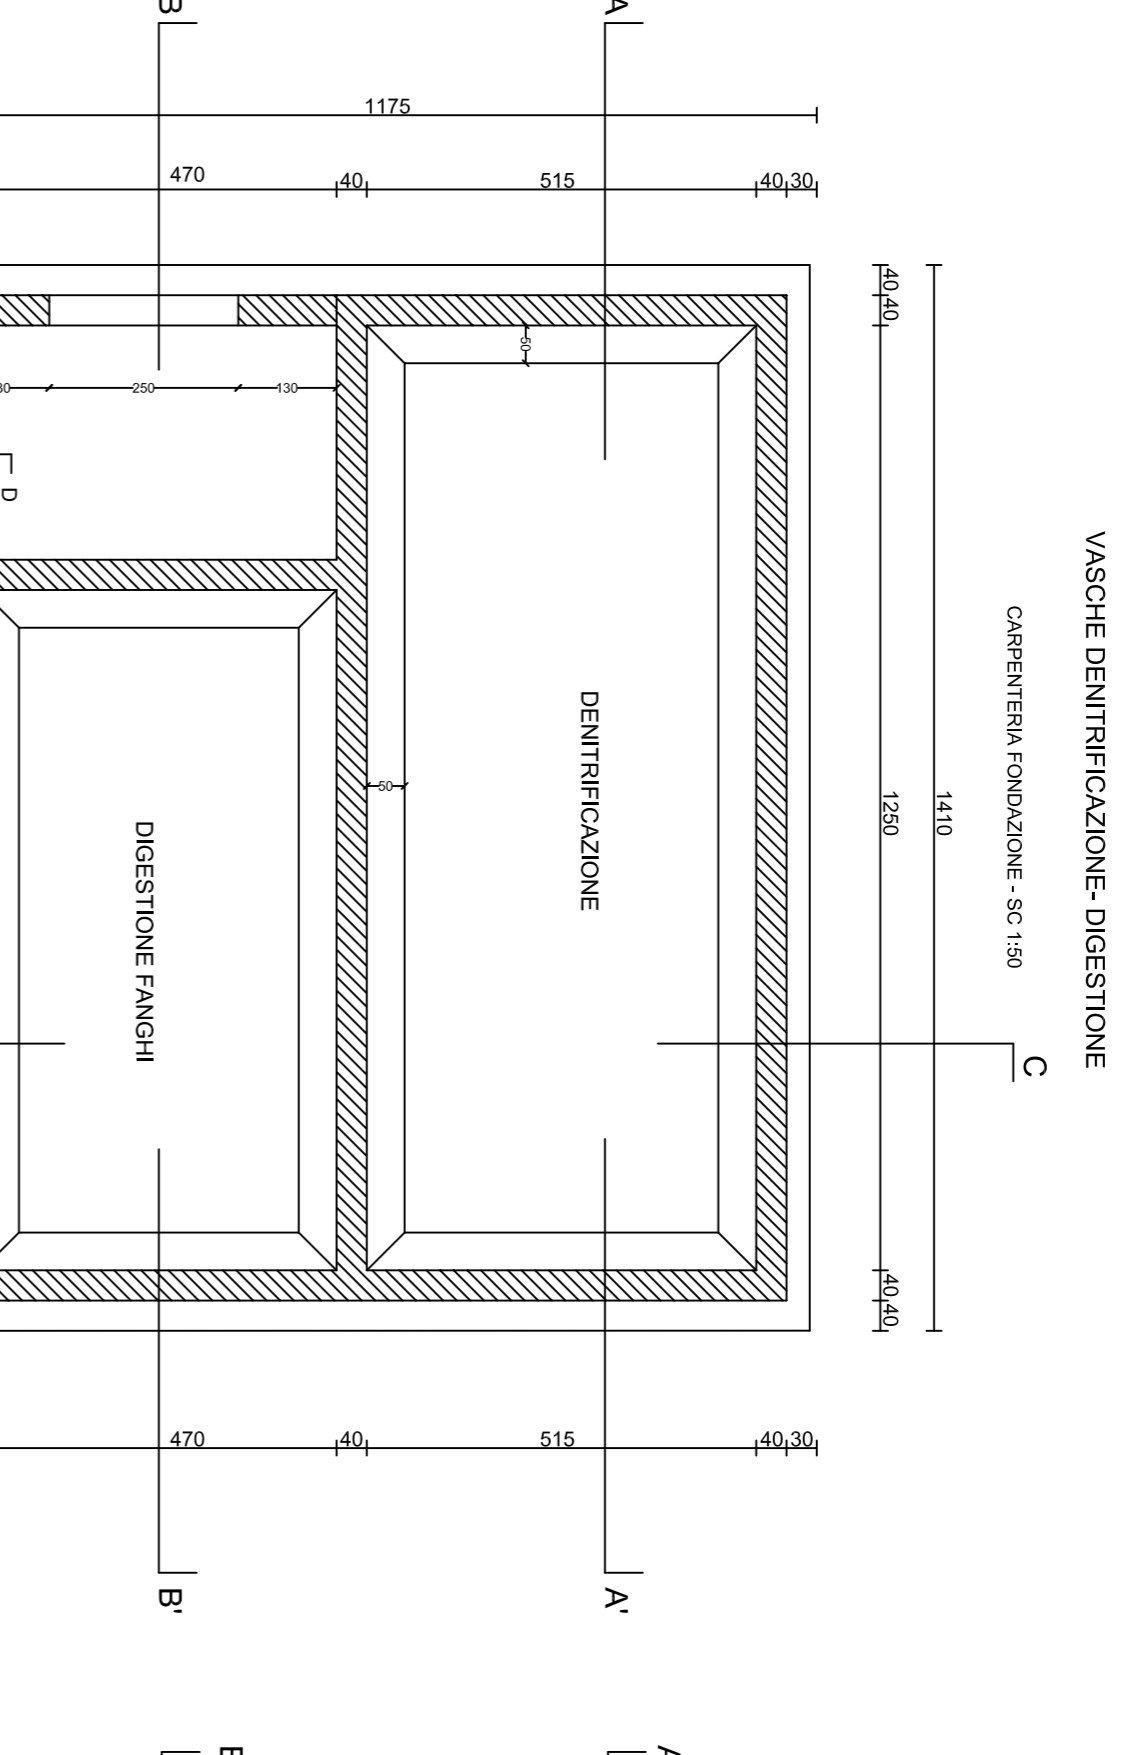 VASCHE DENITRIFICAZIONE- DIGESTIONE
CARPENTERIA FONDAZIONE - SC 1:50
B
A
1175
470
40
515
40
30
40
40
1250
40
40
1410
50
250
130
D
50
DENITRIFICAZIONE
DIGESTIONE FANGHI
C
470
40
515
40
30
B'
A'